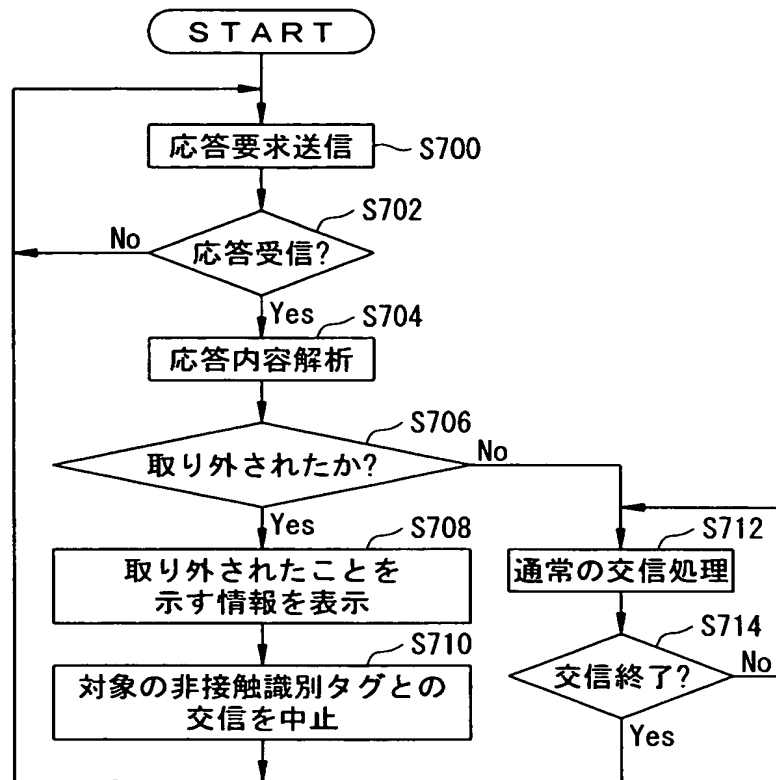 START
応答要求送信
S700
応答受信?
S702
No
Yes
応答内容解析
S704
取り外されたか?
S706
No
Yes
取り外されたことを
示す情報を表示
S708
通常の交信処理
S712
対象の非接触識別タグとの
交信を中止
S710
交信終了?
S714
No
Yes